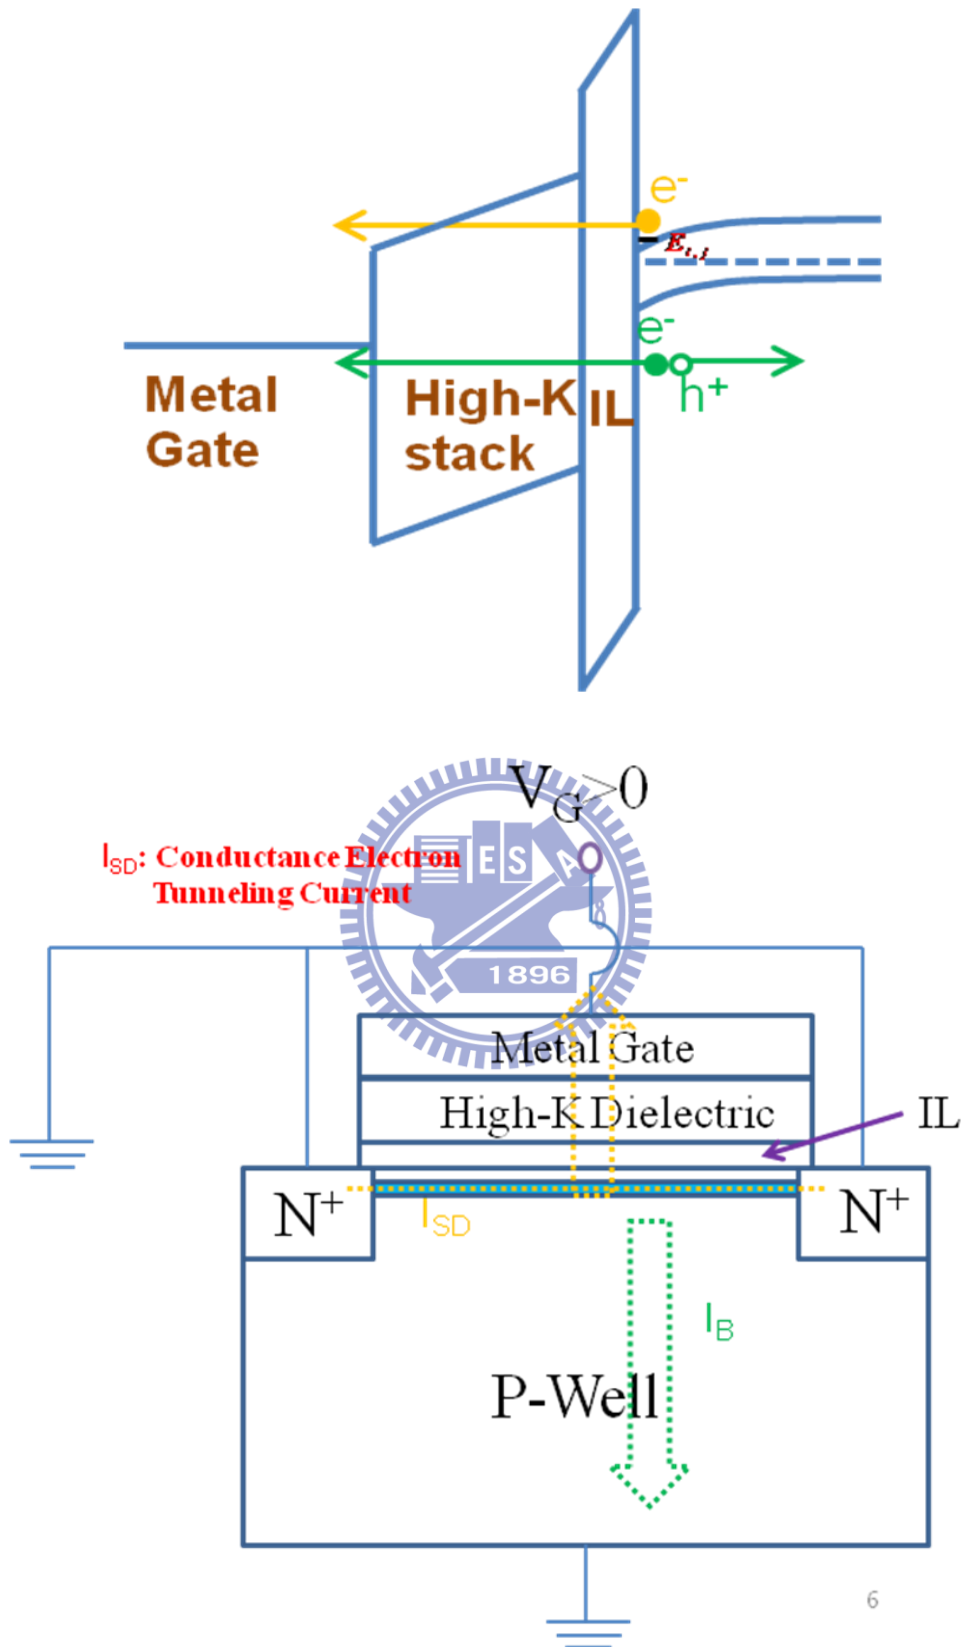 e-
E i,j
e-
h+
Metal
Gate
High-K
stack
IL
VG>0
ISD: Conductance Electron
Tunneling Current
ES
A
1896
Metal Gate
High-K Dielectric
IL
N+
N+
ISD
IB
P-Well
6